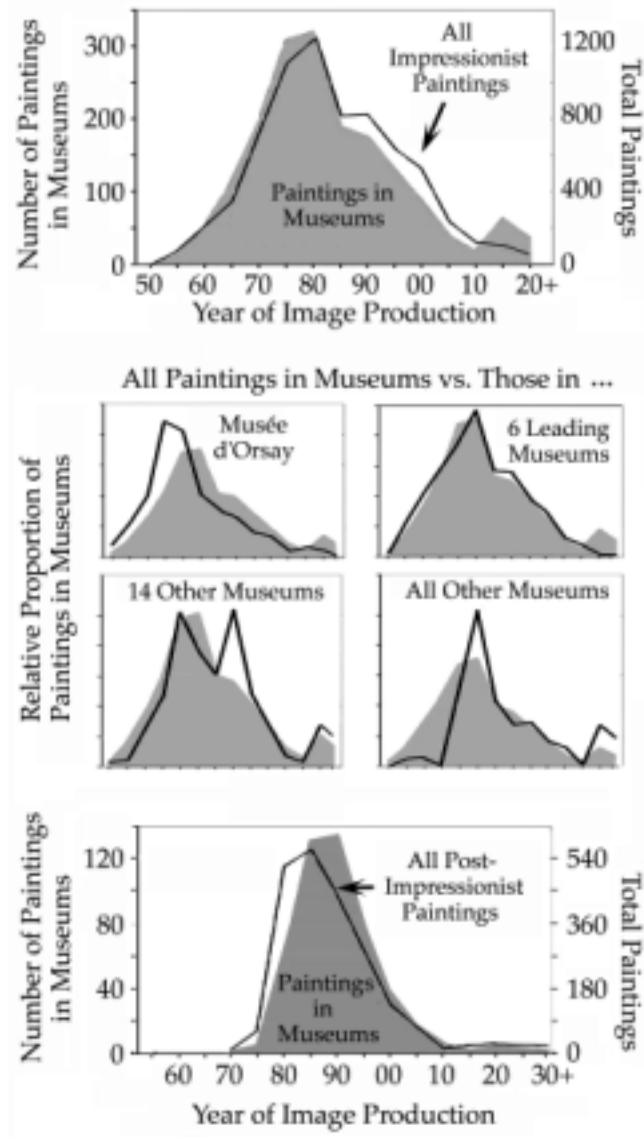 Number of Paintings
in Museums
300
200
100
0
All
Impressionist
Paintings
Paintings in
Museums
1200
800
400
0
Total Paintings
50 60 70 80 90 00 10 20+
Year of Image Production
All Paintings in Museums vs. Those in ...
Relative Proportion of
Paintings in Museums
Musée
d'Orsay
6 Leading
Museums
14 Other Museums
All Other Museums
Number of Paintings
in Museums
120
80
40
0
All Post-
Impressionist
Paintings
Paintings
in
Museums
540
360
180
0
Total Paintings
60 70 80 90 00 10 20 30+
Year of Image Production